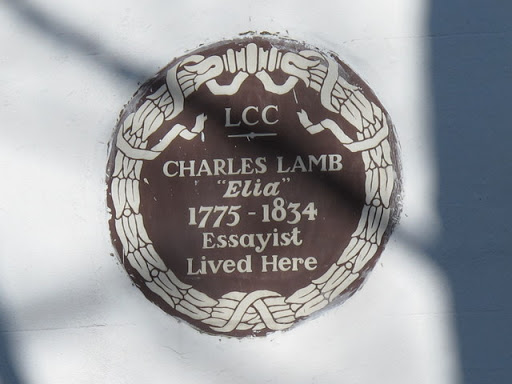 LCC
CHARLES LAMB
"Elia"
1775 - 1834
Essayist
Lived Here